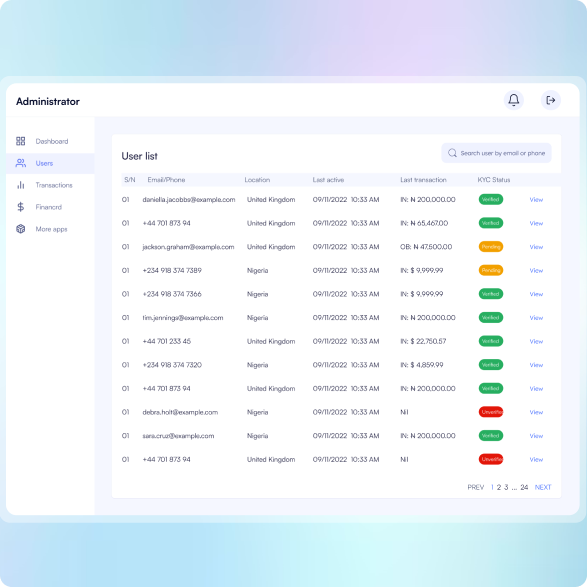 Administrator
Dashboard
Users
Transactions
Financrd
More apps
User list
Search user by email or phone
S/N Email/Phone Location Last active Last transaction KYC Status
01 daniella.jacobbs@example.com United Kingdom 09/11/2022 10:33 AM IN: ₦ 200,000.00 Verified View
01 +44 701 873 94 United Kingdom 09/11/2022 10:33 AM IN: ₦ 65,467.00 Verified View
01 jackson.graham@example.com United Kingdom 09/11/2022 10:33 AM OB: ₦ 47,500.00 Pending View
01 +234 918 374 7389 Nigeria 09/11/2022 10:33 AM IN: $ 9,999.99 Pending View
01 +234 918 374 7366 Nigeria 09/11/2022 10:33 AM IN: $ 9,999.99 Verified View
01 tim.jennings@example.com Nigeria 09/11/2022 10:33 AM IN: ₦ 200,000.00 Verified View
01 +44 701 233 45 United Kingdom 09/11/2022 10:33 AM IN: $ 22,750.57 Verified View
01 +234 918 374 7320 Nigeria 09/11/2022 10:33 AM IN: $ 4,859.99 Verified View
01 +44 701 873 94 United Kingdom 09/11/2022 10:33 AM IN: ₦ 200,000.00 Verified View
01 debra.holt@example.com Nigeria 09/11/2022 10:33 AM Nil Unverifie View
01 sara.cruz@example.com Nigeria 09/11/2022 10:33 AM IN: ₦ 200,000.00 Verified View
01 +44 701 873 94 United Kingdom 09/11/2022 10:33 AM Nil Unverifie View
PREV 1 2 3 ... 24 NEXT